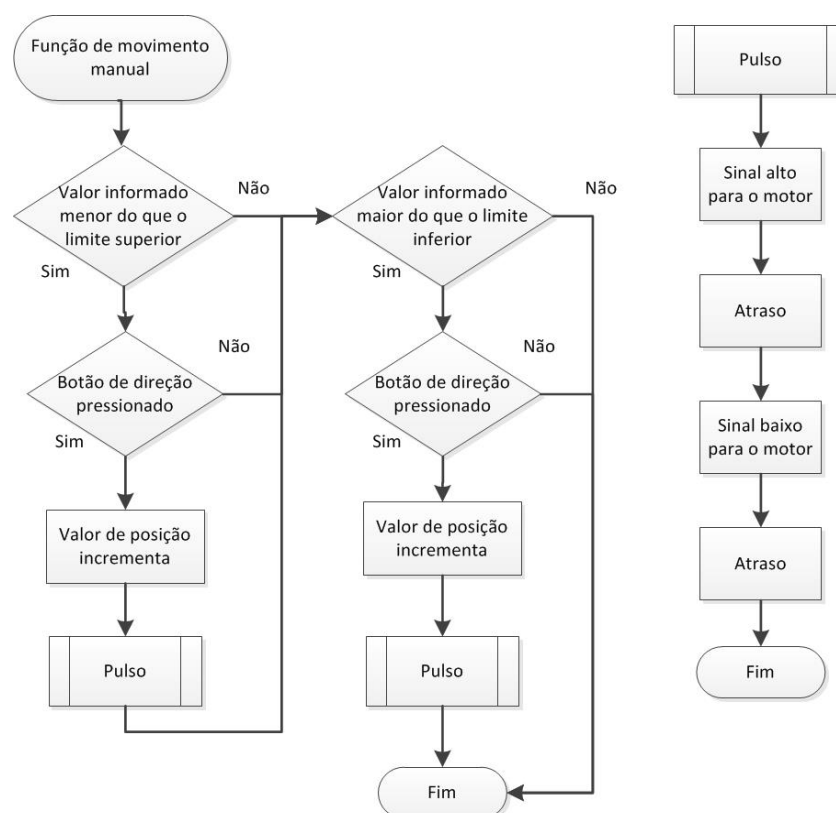 Função de movimento
manual
Valor informado
menor do que o
limite superior
Não
Sim
Botão de direção
pressionado
Não
Sim
Valor de posição
incrementa
Pulso
Valor informado
maior do que o limite
inferior
Não
Sim
Botão de direção
pressionado
Não
Sim
Valor de posição
incrementa
Pulso
Fim
Pulso
Sinal alto
para o motor
Atraso
Sinal baixo
para o motor
Atraso
Fim